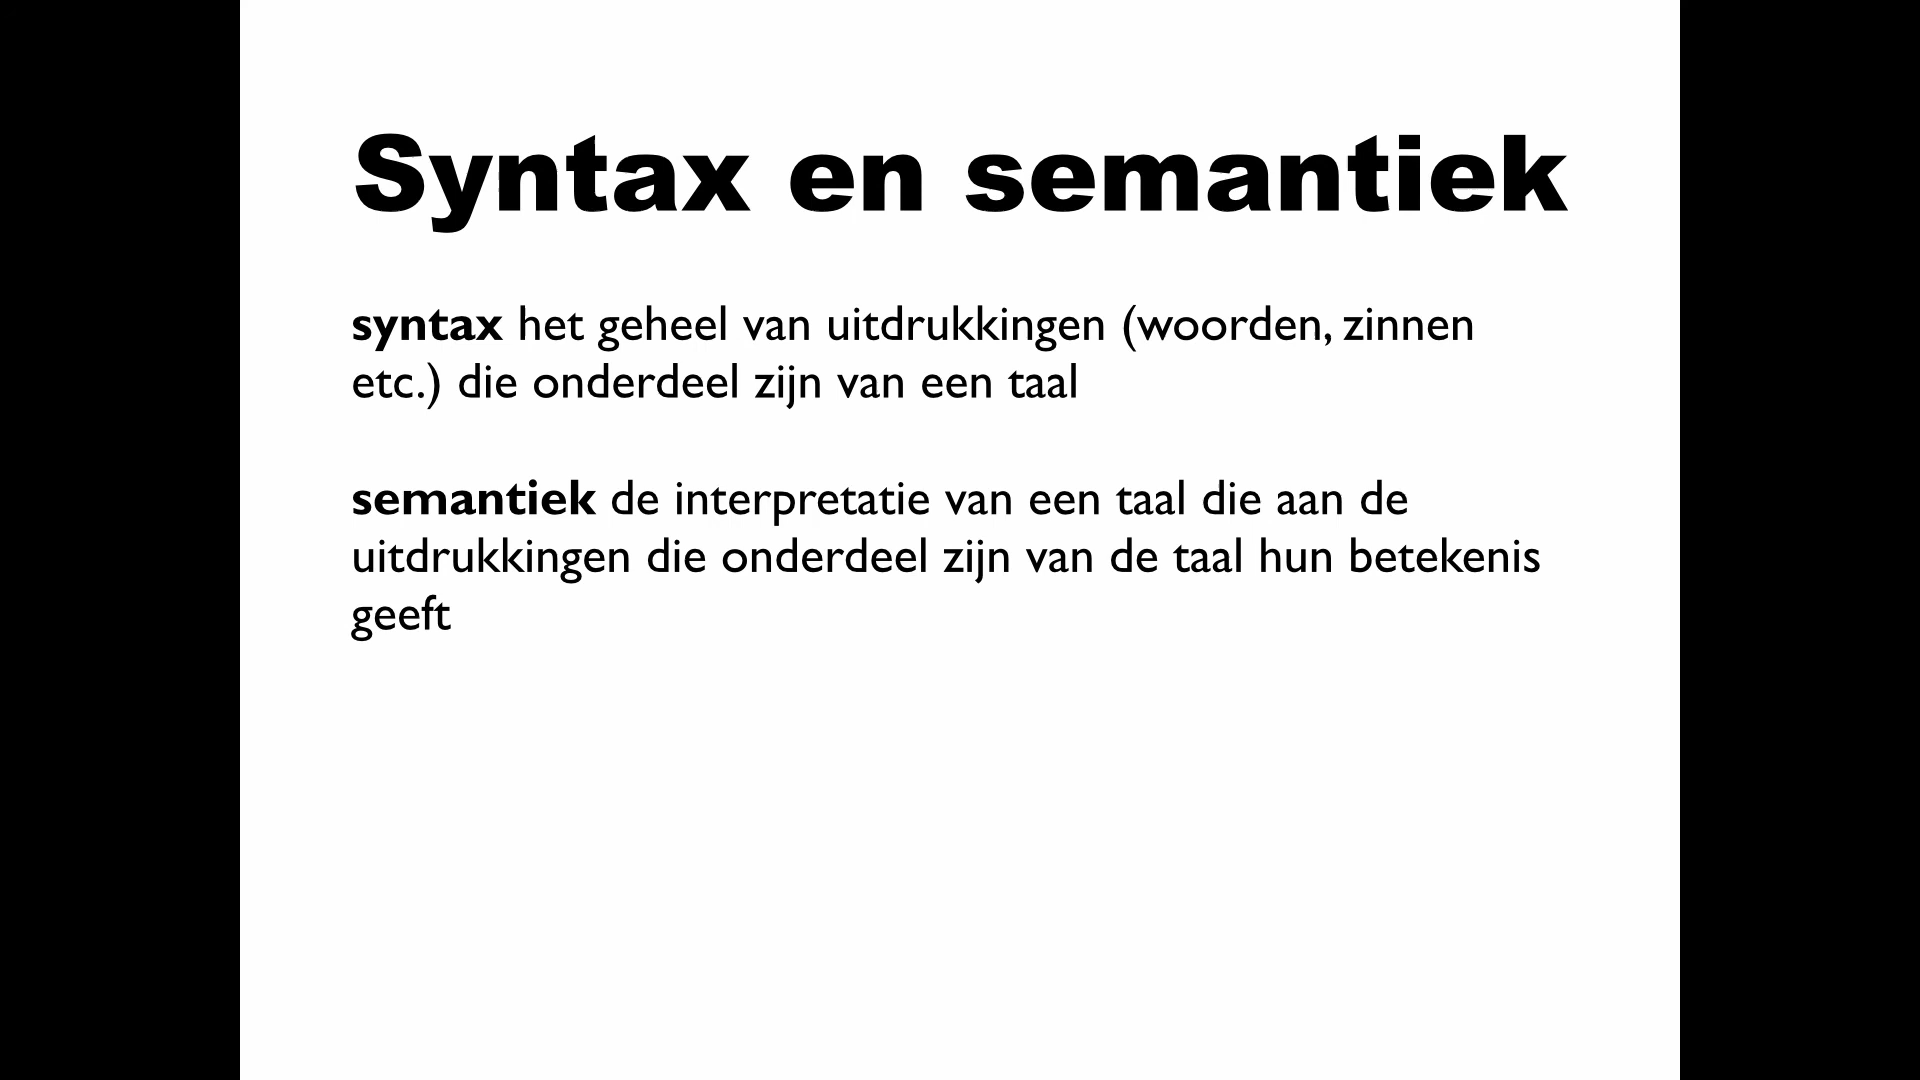 Syntax en semantiek
syntax het geheel van uitdrukkingen (woorden, zinnen
etc.) die onderdeel zijn van een taal
semantiek de interpretatie van een taal die aan de
uitdrukkingen die onderdeel zijn van de taal hun betekenis
geeft